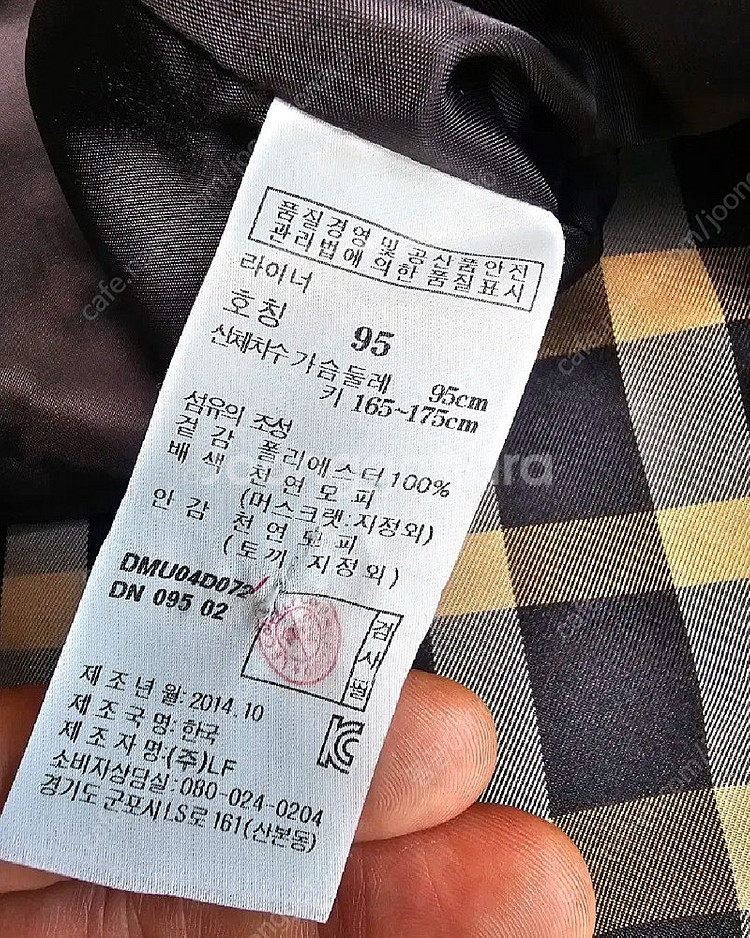 품질경영 및 공산품안전
관리법에 의한 품질표시
라이너
호칭 95
신체치수 가슴둘레 95cm
키 165~175cm
섬유의 조성
겉감 폴리에스터 100%
배색 천연모피
(머스크랫:지정외)
안감 천연모피
(토끼:지정외)
DMU04D072
DN 095 02
검사필
제조년월: 2014.10
제조국명: 한국
제조자명:(주)LF
소비자상담실:080-024-0204
경기도 군포시 LS로 161(산본동)